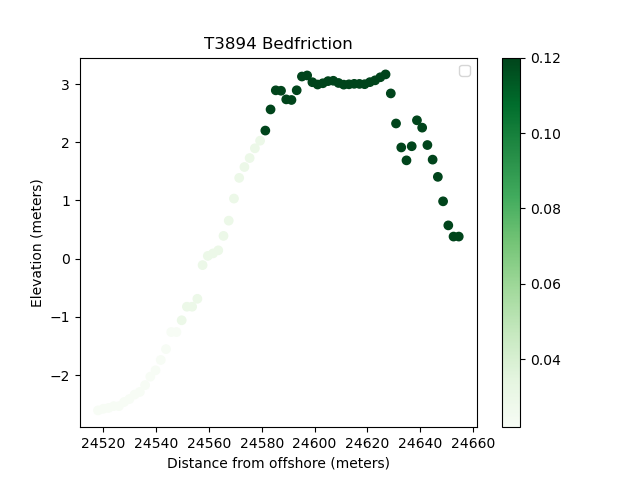 T3894 Bedfriction
3
2
1
0
−1
−2
24520 24540 24560 24580 24600 24620 24640 24660
Elevation (meters)
Distance from offshore (meters)
0.12
0.10
0.08
0.06
0.04